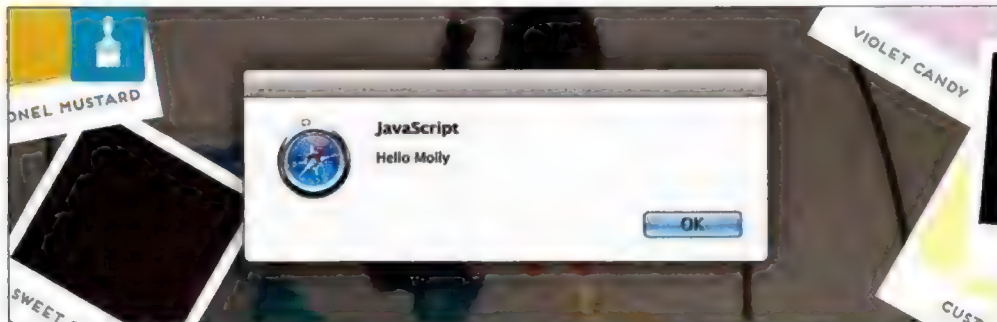 ONEL MUSTARD
VIOLET CANDY
JavaScript
Hello Molly
OK
SWEET
CUST